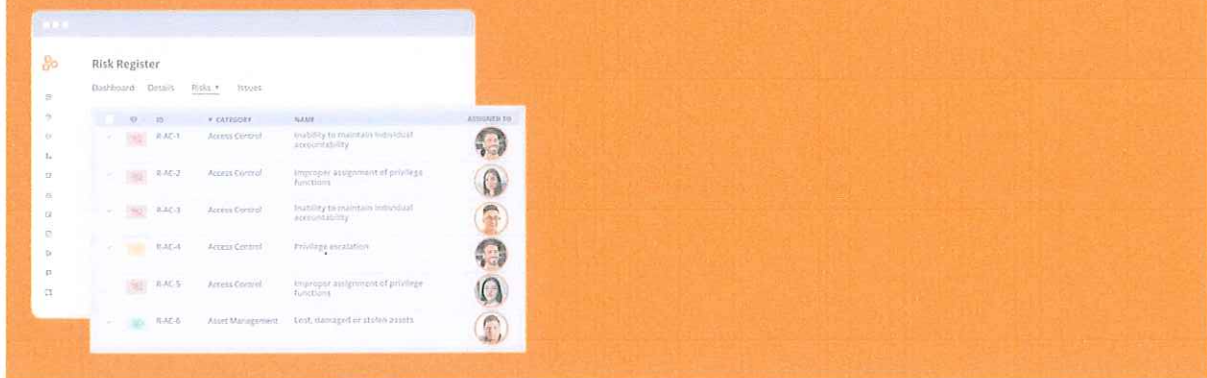 Risk Register
Dashboard Details Risks ▾ Issues
ID ▾ CATEGORY NAME ASSIGNED TO
R-AC-1 Access Control Inability to maintain individual
accountability
R-AC-2 Access Control Improper assignment of privilege
functions
R-AC-3 Access Control Inability to maintain individual
accountability
R-AC-4 Access Control Privilege escalation
R-AC-5 Access Control Improper assignment of privilege
functions
R-AC-6 Asset Management Lost, damaged or stolen assets